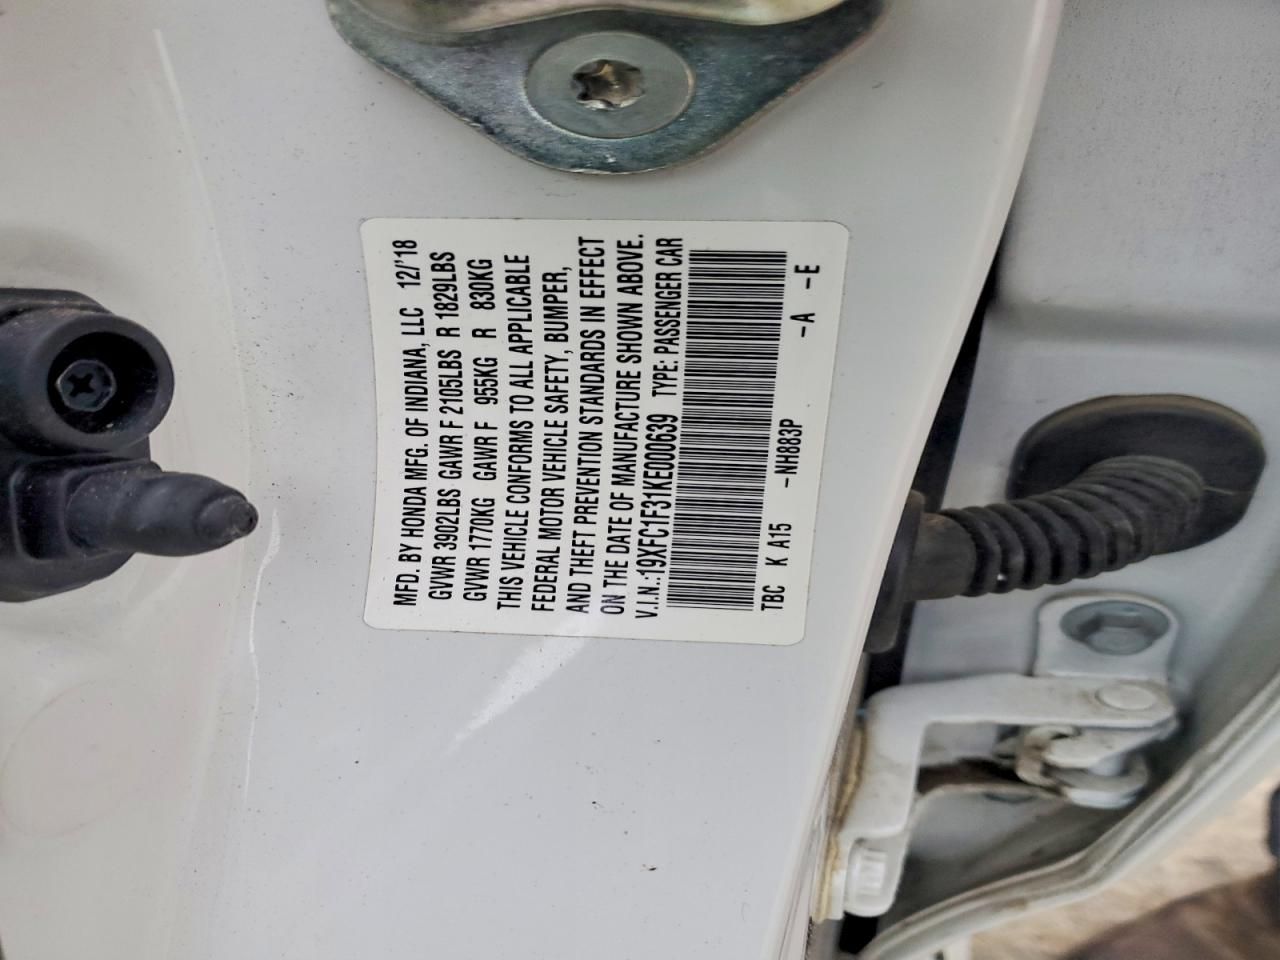 MFD. BY HONDA MFG. OF INDIANA, LLC 12/'18
GVWR 3902LBS GAWR F 2105LBS R 1829LBS
GVWR 1770KG GAWR F 955KG R 830KG
THIS VEHICLE CONFORMS TO ALL APPLICABLE
FEDERAL MOTOR VEHICLE SAFETY, BUMPER,
AND THEFT PREVENTION STANDARDS IN EFFECT
ON THE DATE OF MANUFACTURE SHOWN ABOVE.
V.I.N.:19XFC1F31KE000639 TYPE: PASSENGER CAR
TBC K A15 -NH883P -A -E